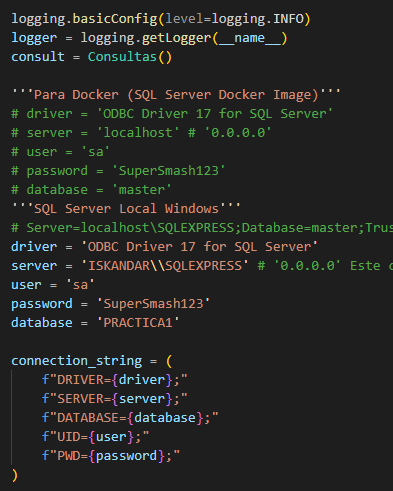 logging.basicConfig(level=logging.INFO)
logger = logging.getLogger(__name__)
consult = Consultas()
'''Para Docker (SQL Server Docker Image)'''
# driver = 'ODBC Driver 17 for SQL Server'
# server = 'localhost' # '0.0.0.0'
# user = 'sa'
# password = 'SuperSmash123'
# database = 'master'
'''SQL Server Local Windows'''
# Server=localhost\SQLEXPRESS;Database=master;Trus
driver = 'ODBC Driver 17 for SQL Server'
server = 'ISKANDAR\\SQLEXPRESS' # '0.0.0.0' Este c
user = 'sa'
password = 'SuperSmash123'
database = 'PRACTICA1'
connection_string = (
    f"DRIVER={driver};"
    f"SERVER={server};"
    f"DATABASE={database};"
    f"UID={user};"
    f"PWD={password};"
)